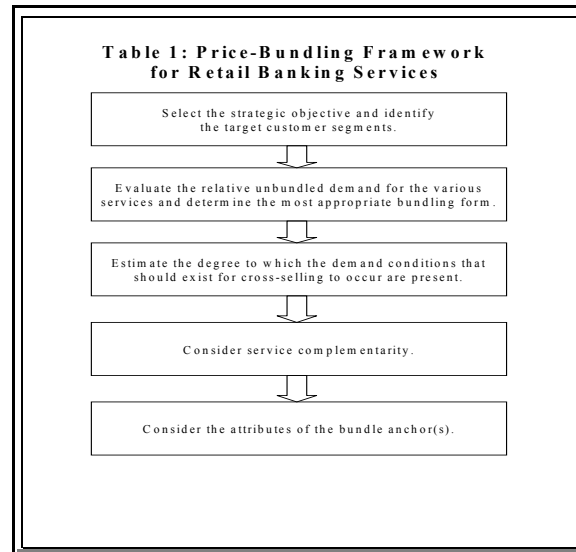 Table 1: Price-Bundling Framework
for Retail Banking Services
Select the strategic objective and identify
the target customer segments.
Evaluate the relative unbundled demand for the various
services and determine the most appropriate bundling form.
Estimate the degree to which the demand conditions that
should exist for cross-selling to occur are present.
Consider service complementarity.
Consider the attributes of the bundle anchor(s).